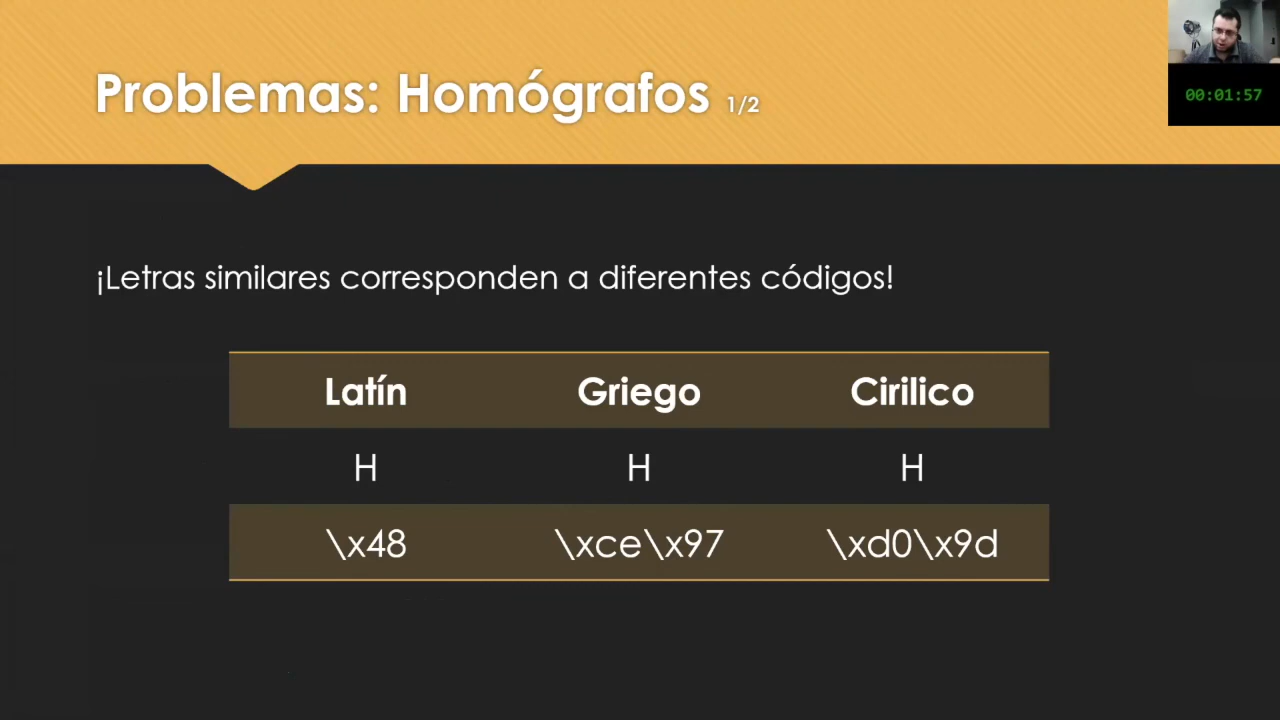 Problemas: Homógrafos 1/2
00:01:57
¡Letras similares corresponden a diferentes códigos!
Latín Griego Cirilico
H Η Н
\x48 \xce\x97 \xd0\x9d